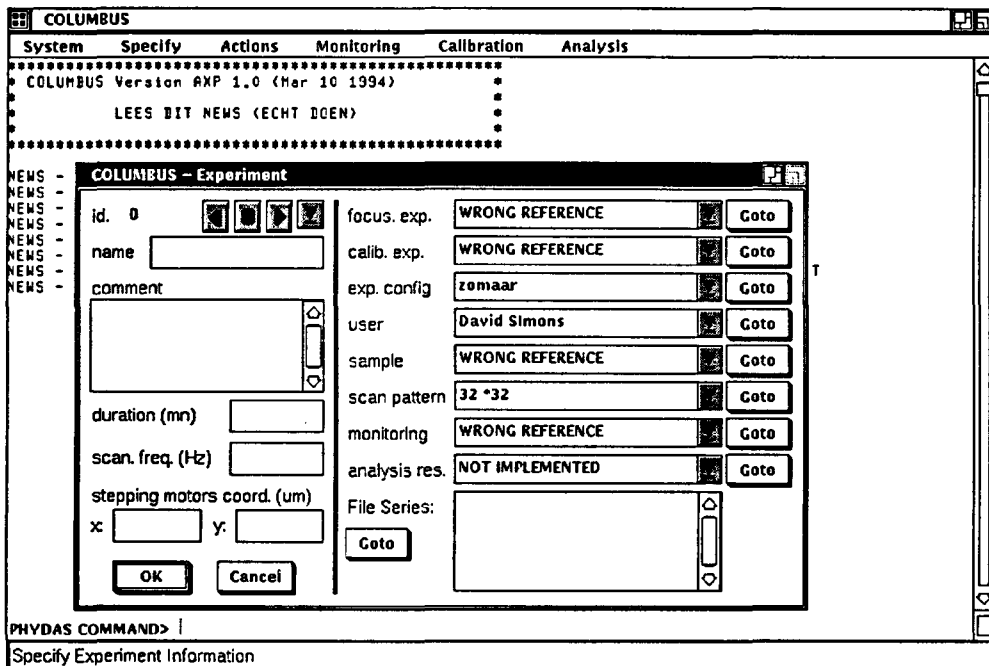 COLUMBUS
System Specify Actions Monitoring Calibration Analysis
COLUMBUS Version AXP 1.0 (Mar 10 1994)
LEES DIT NEWS (ECHT DOEN)
NEWS -
NEWS -
NEWS -
NEWS -
NEWS -
NEWS -
NEWS -
NEWS -
T
COLUMBUS - Experiment
id. 0
name
comment
duration (mn)
scan. freq. (Hz)
stepping motors coord. (um)
x: y:
OK Cancel
focus. exp. WRONG REFERENCE Goto
calib. exp. WRONG REFERENCE Goto
exp. config zomaar Goto
user David Simons Goto
sample WRONG REFERENCE Goto
scan pattern 32 *32 Goto
monitoring WRONG REFERENCE Goto
analysis res. NOT IMPLEMENTED Goto
File Series:
Goto
PHYDAS COMMAND>
Specify Experiment Information